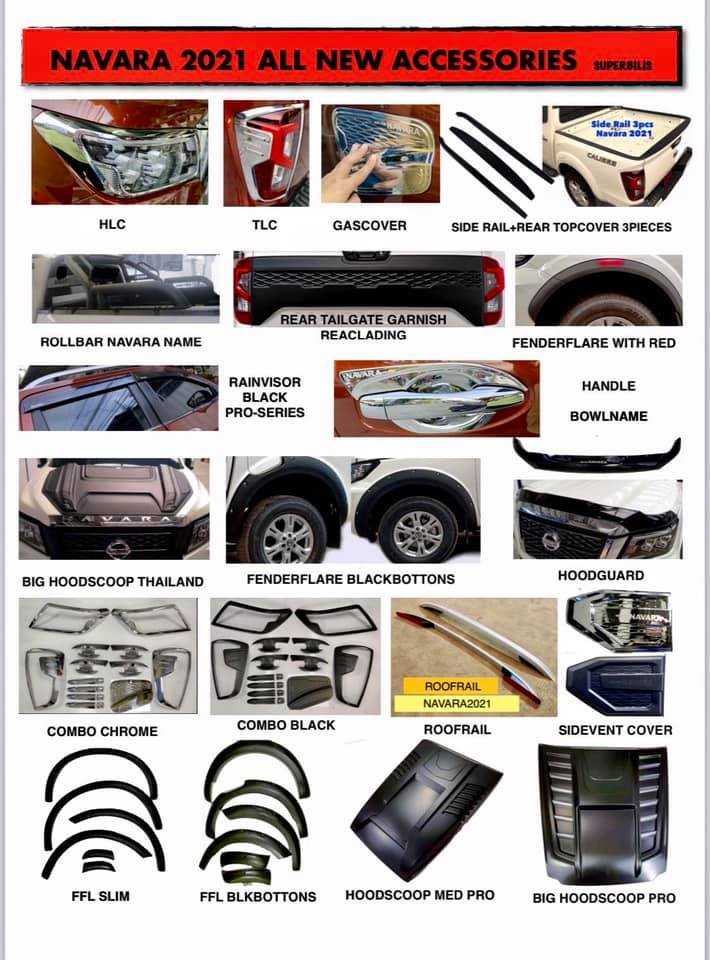 NAVARA 2021 ALL NEW ACCESSORIES SUPERBILIS
NAVARA
Side Rail 3pcs
Navara 2021
CALIBRE
HLC
TLC
GASCOVER
SIDE RAIL+REAR TOPCOVER 3PIECES
REAR TAILGATE GARNISH
REACLADING
ROLLBAR NAVARA NAME
FENDERFLARE WITH RED
RAINVISOR
BLACK
PRO-SERIES
NAVARA
HANDLE
BOWLNAME
NAVARA
NISSAN
BIG HOODSCOOP THAILAND
FENDERFLARE BLACKBOTTONS
HOODGUARD
NAVARA
ROOFRAIL
NAVARA2021
COMBO CHROME
COMBO BLACK
ROOFRAIL
SIDEVENT COVER
FFL SLIM
FFL BLKBOTTONS
HOODSCOOP MED PRO
BIG HOODSCOOP PRO